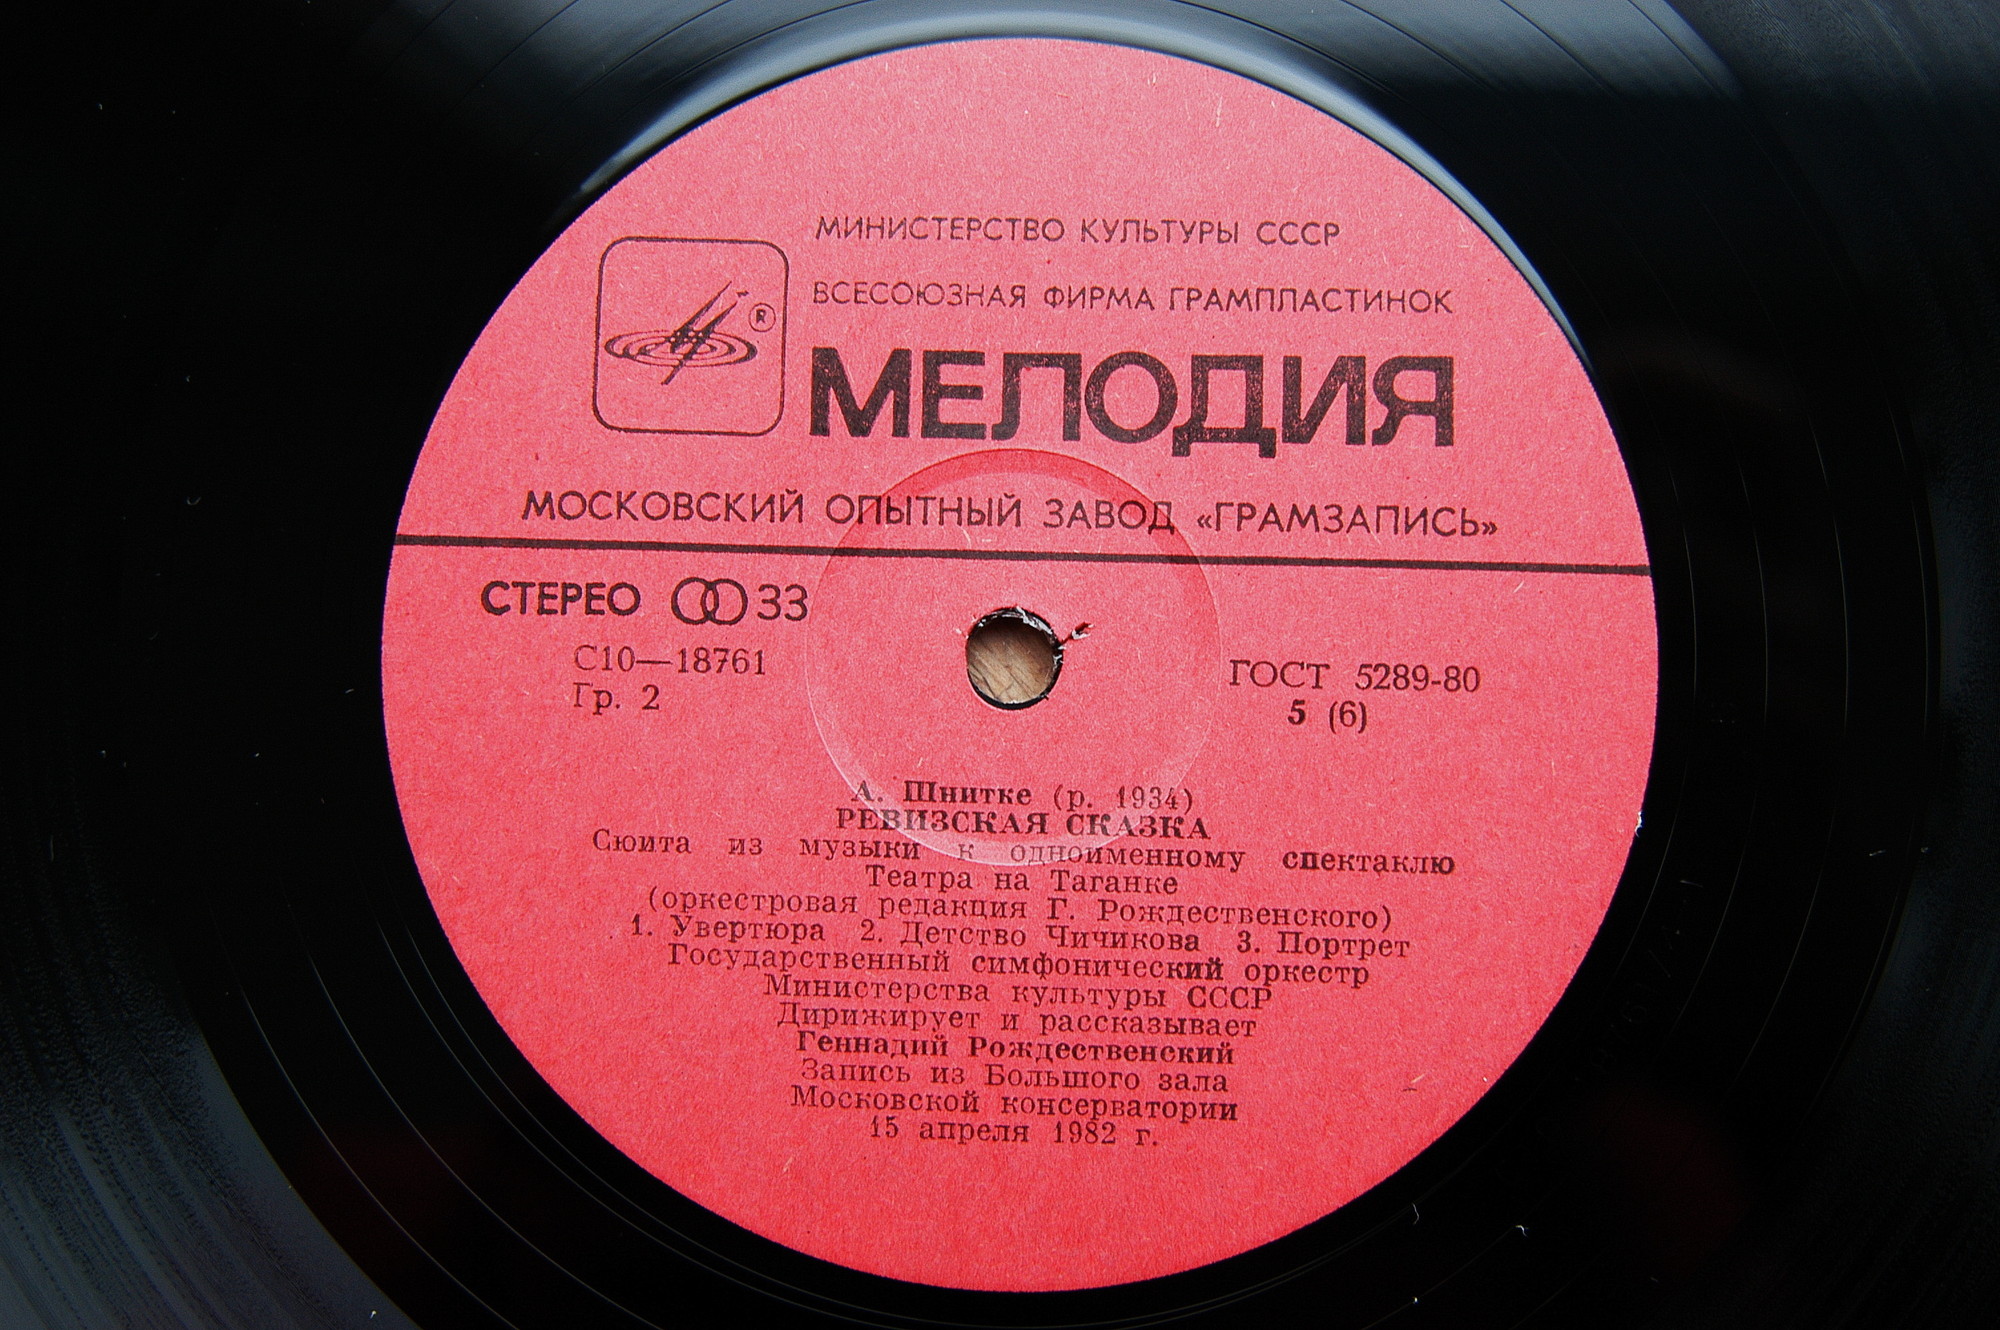 МИНИСТЕРСТВО КУЛЬТУРЫ СССР
ВСЕСОЮЗНАЯ ФИРМА ГРАМПЛАСТИНОК
®
МЕЛОДИЯ
МОСКОВСКИЙ ОПЫТНЫЙ ЗАВОД «ГРАМЗАПИСЬ»
СТЕРЕО 33
С10—18761
Гр. 2
ГОСТ 5289-80
5 (6)
А. Шнитке (р. 1934)
РЕВИЗСКАЯ СКАЗКА
Сюита из музыки к одноименному спектаклю
Театра на Таганке
(оркестровая редакция Г. Рождественского)
1. Увертюра 2. Детство Чичикова 3. Портрет
Государственный симфонический оркестр
Министерства культуры СССР
Дирижирует и рассказывает
Геннадий Рождественский
Запись из Большого зала
Московской консерватории
15 апреля 1982 г.